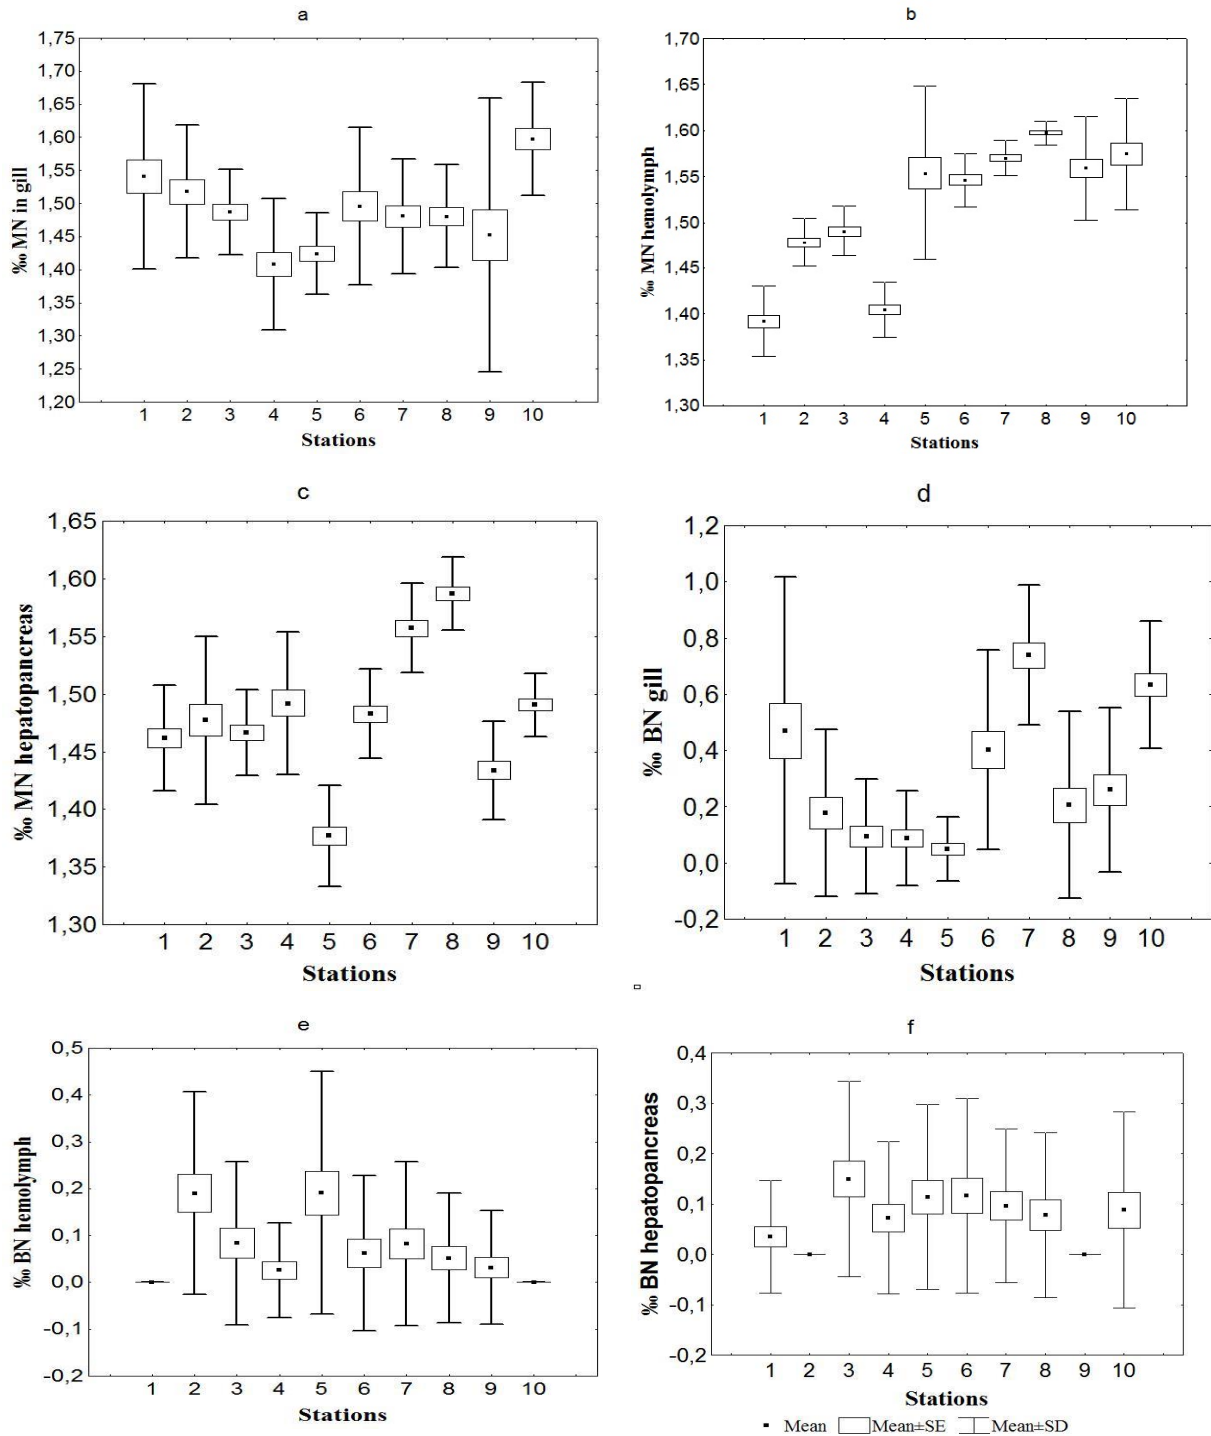 a
‰ MN in gill
1,75
1,70
1,65
1,60
1,55
1,50
1,45
1,40
1,35
1,30
1,25
1,20
1 2 3 4 5 6 7 8 9 10
Stations
b
‰ MN hemolymph
1,70
1,65
1,60
1,55
1,50
1,45
1,40
1,35
1,30
1 2 3 4 5 6 7 8 9 10
Stations
c
‰ MN hepatopancreas
1,65
1,60
1,55
1,50
1,45
1,40
1,35
1,30
1 2 3 4 5 6 7 8 9 10
Stations
d
‰ BN gill
1,2
1,0
0,8
0,6
0,4
0,2
0,0
-0,2
1 2 3 4 5 6 7 8 9 10
Stations
e
‰ BN hemolymph
0,5
0,4
0,3
0,2
0,1
0,0
-0,1
-0,2
1 2 3 4 5 6 7 8 9 10
Stations
f
‰ BN hepatopancreas
0,4
0,3
0,2
0,1
0,0
-0,1
-0,2
1 2 3 4 5 6 7 8 9 10
Stations
Mean Mean±SE Mean±SD